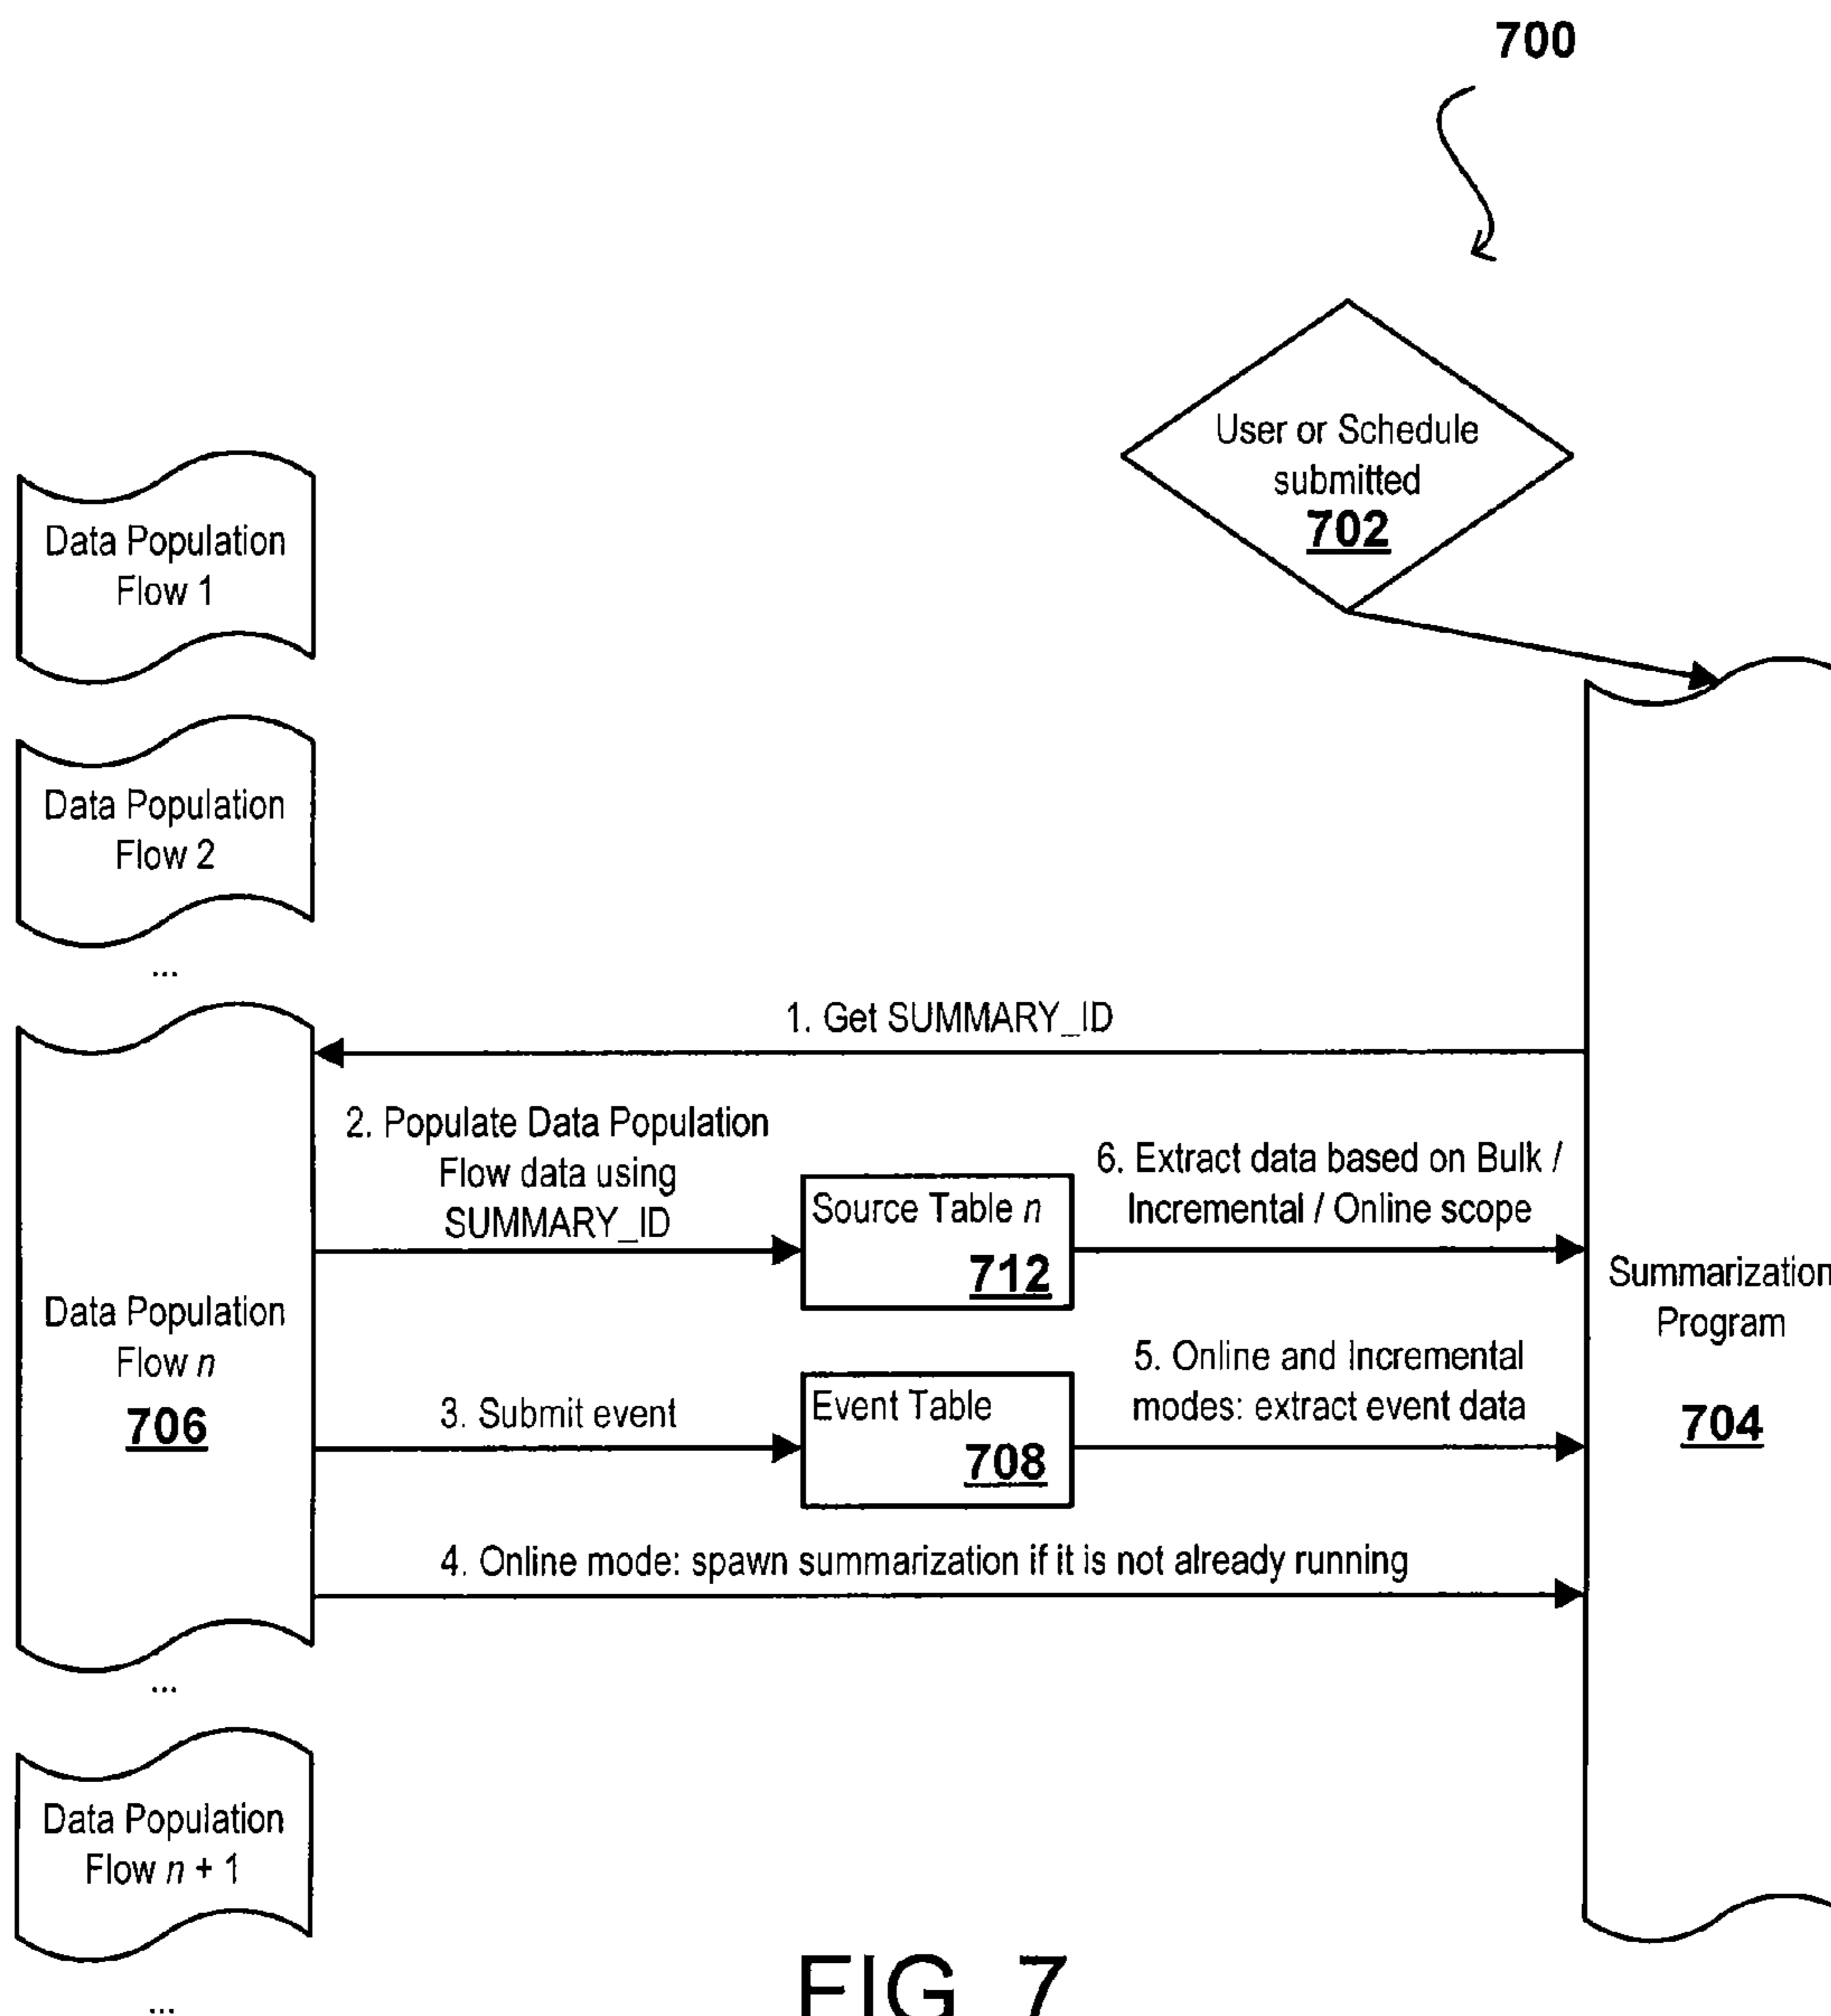 700
User or Schedule
submitted
702
Data Population
Flow 1
Data Population
Flow 2
...
1. Get SUMMARY_ID
2. Populate Data Population
Flow data using
SUMMARY_ID
Source Table n
712
6. Extract data based on Bulk /
Incremental / Online scope
Data Population
Flow n
706
3. Submit event
Event Table
708
5. Online and Incremental
modes: extract event data
Summarization
Program
704
4. Online mode: spawn summarization if it is not already running
...
Data Population
Flow n + 1
...
FIG. 7